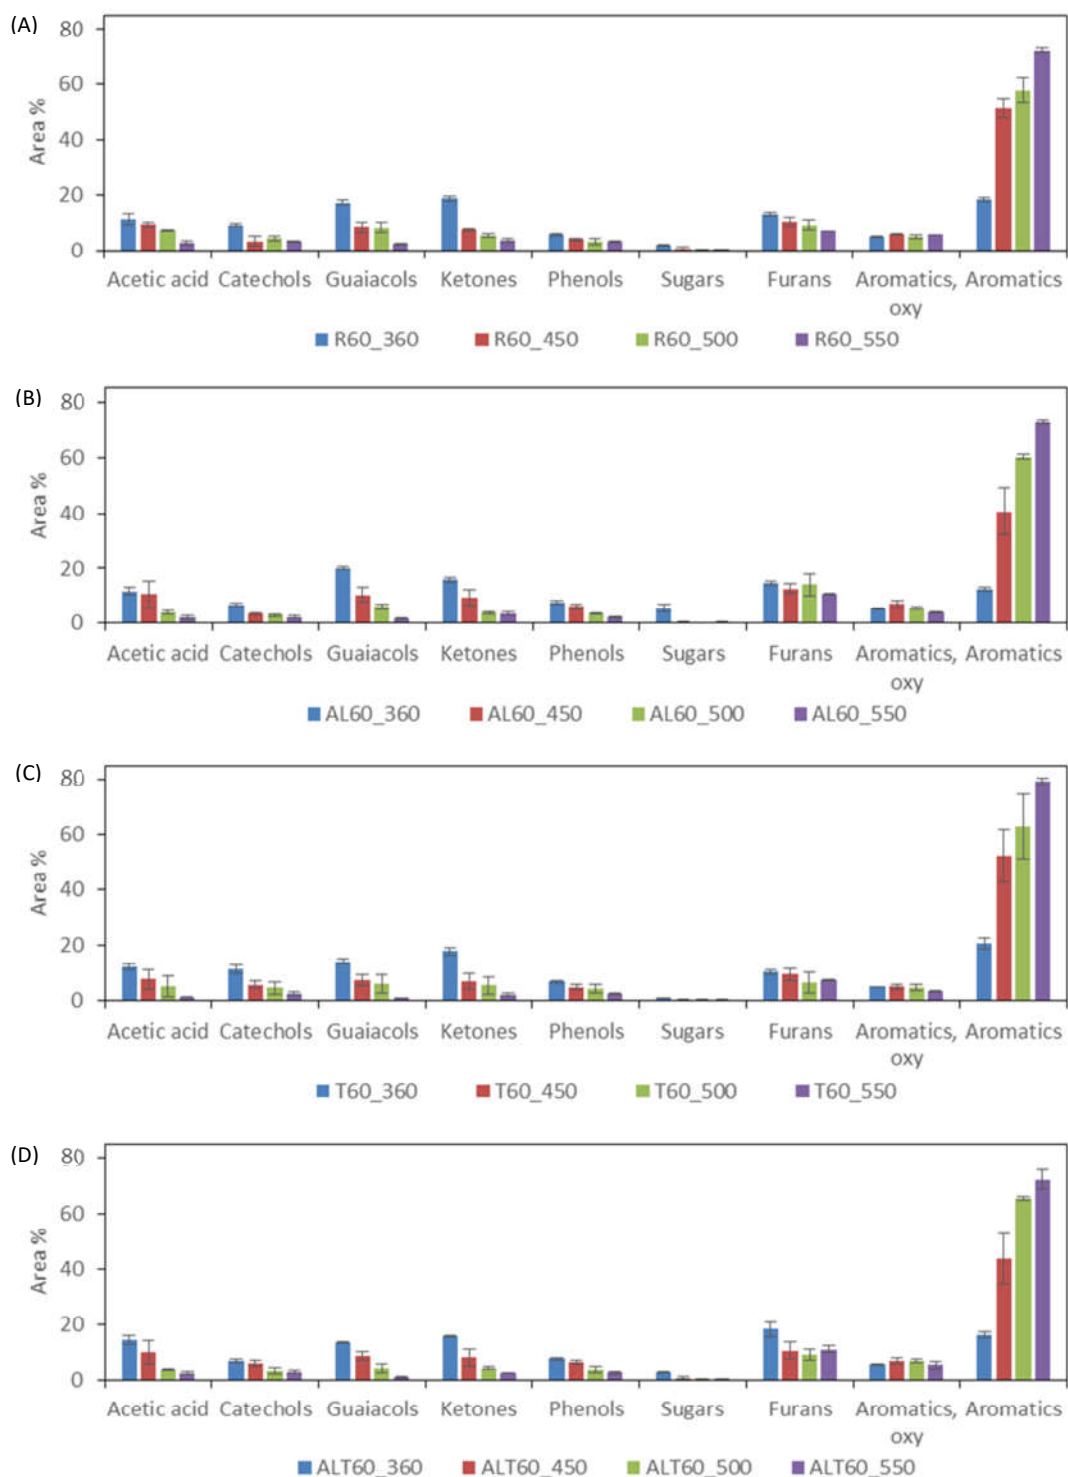 (A)
80
60
40
20
0
Area %
Acetic acid Catechols Guaiacols Ketones Phenols Sugars Furans Aromatics, Aromatics
oxy
R60_360 R60_450 R60_500 R60_550
(B)
80
60
40
20
0
Area %
Acetic acid Catechols Guaiacols Ketones Phenols Sugars Furans Aromatics, Aromatics
oxy
AL60_360 AL60_450 AL60_500 AL60_550
(C)
80
60
40
20
0
Area %
Acetic acid Catechols Guaiacols Ketones Phenols Sugars Furans Aromatics, Aromatics
oxy
T60_360 T60_450 T60_500 T60_550
(D)
80
60
40
20
0
Area %
Acetic acid Catechols Guaiacols Ketones Phenols Sugars Furans Aromatics, Aromatics
oxy
ALT60_360 ALT60_450 ALT60_500 ALT60_550